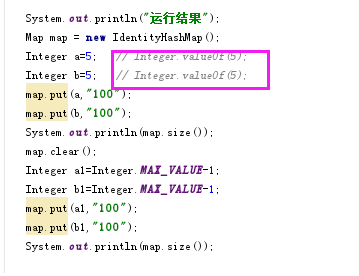 System.out.println("运行结果");
Map map = new IdentityHashMap();
Integer a=5;   // Integer.valueOf(5);
Integer b=5;   // Integer.valueOf(5);
map.put(a,"100");
map.put(b,"100");
System.out.println(map.size());
map.clear();
Integer a1=Integer.MAX_VALUE-1;
Integer b1=Integer.MAX_VALUE-1;
map.put(a1,"100");
map.put(b1,"100");
System.out.println(map.size());